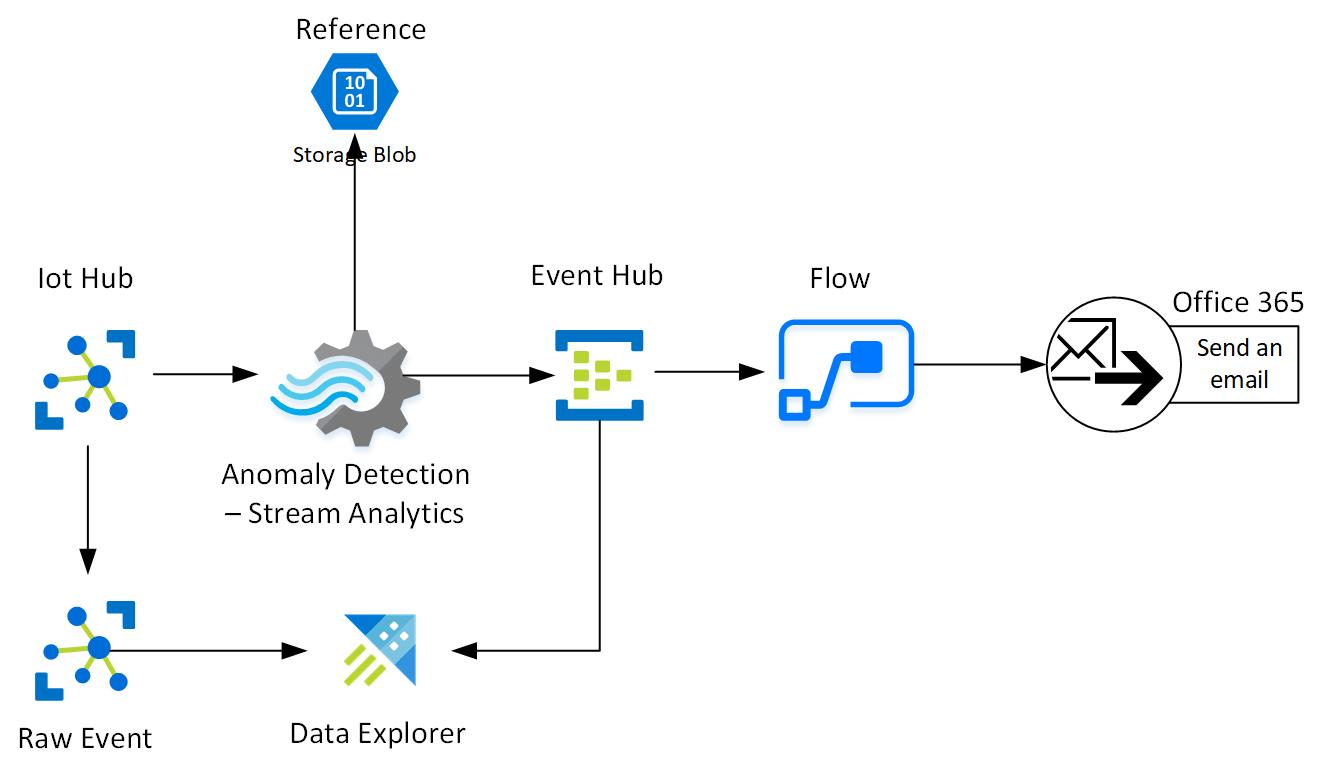 Reference
10
01
Storage Blob
Iot Hub
Event Hub
Flow
Office 365
Send an
email
Anomaly Detection
– Stream Analytics
Raw Event
Data Explorer